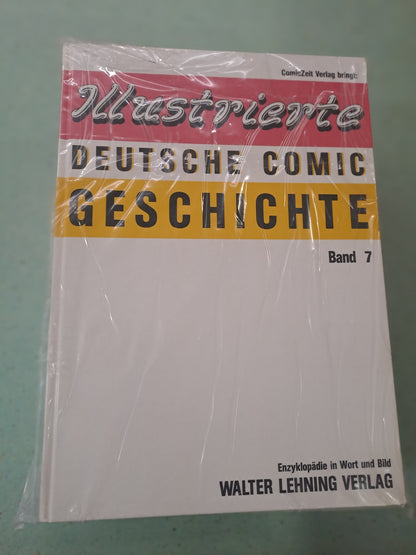 ComicZeit Verlag bringt:
Illustrierte
DEUTSCHE COMIC
GESCHICHTE
Band 7
Enzyklopädie in Wort und Bild
WALTER LEHNING VERLAG